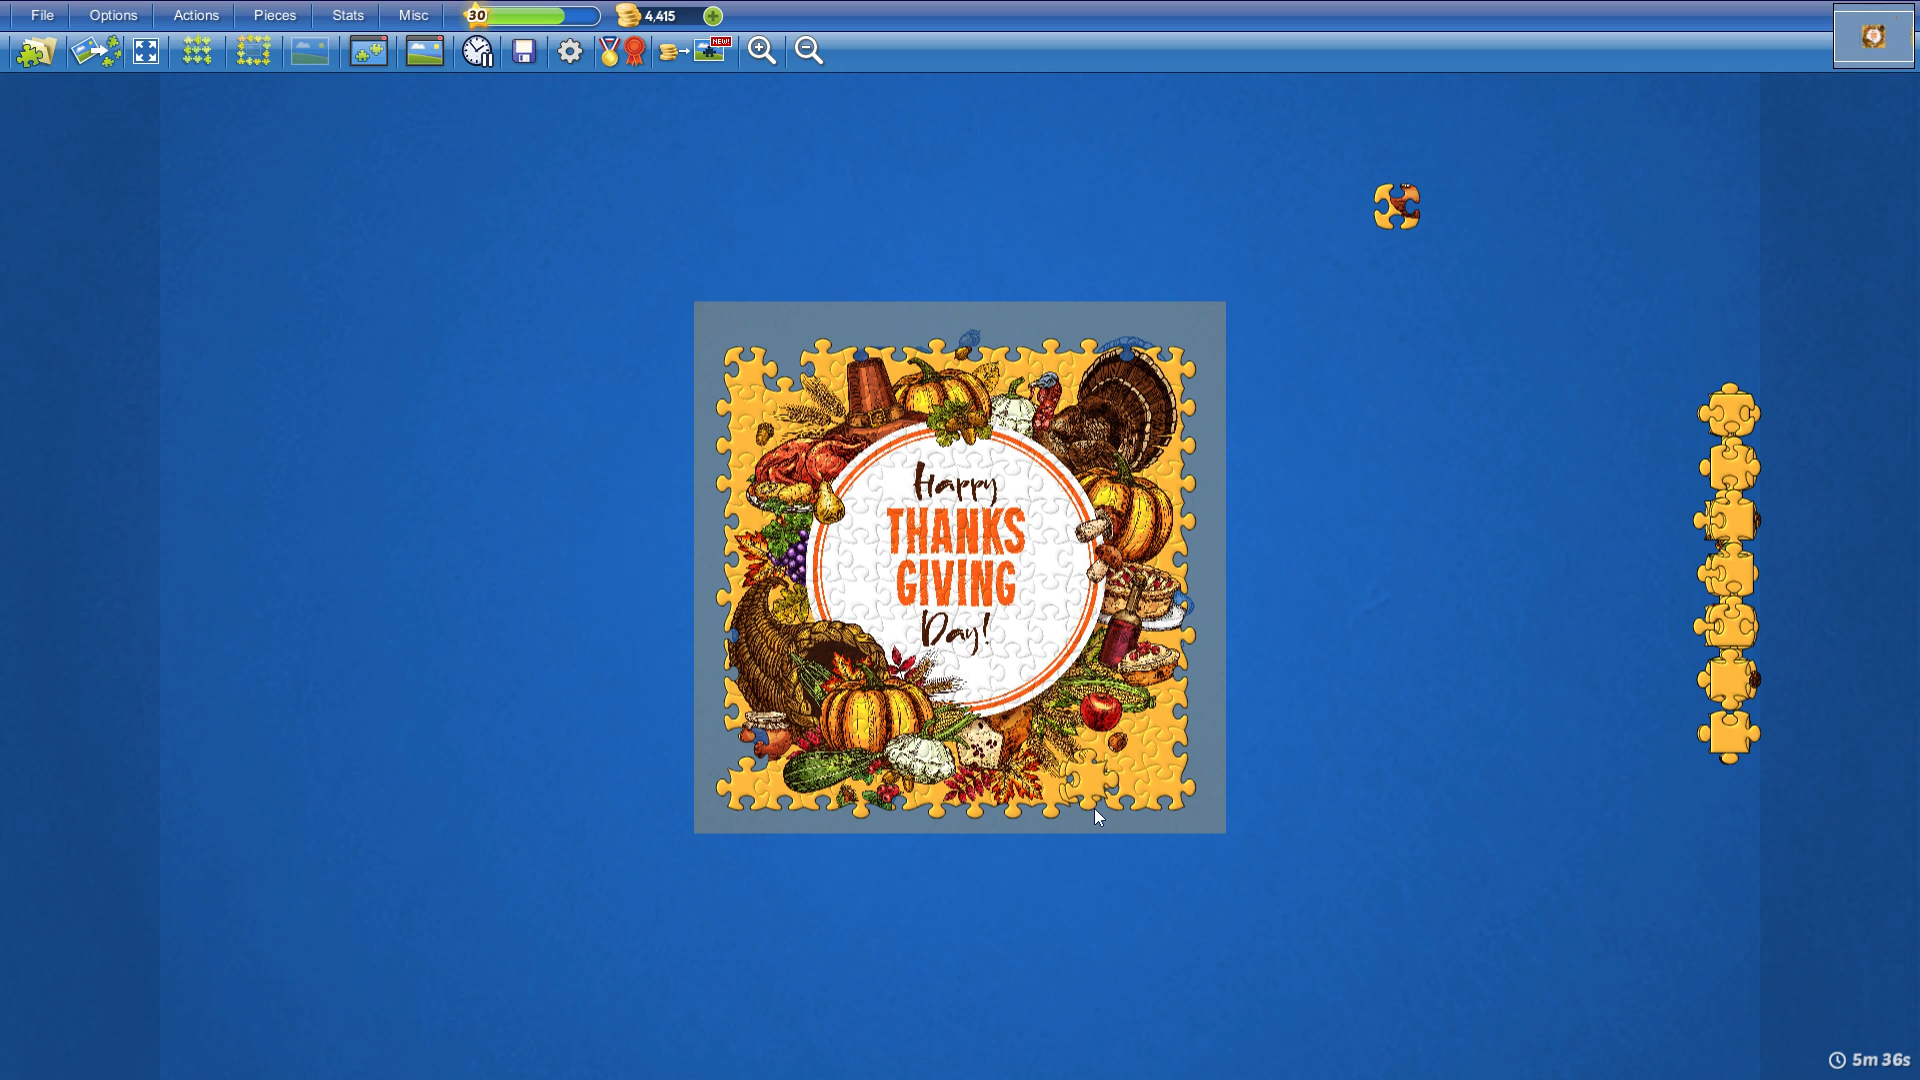 File Options Actions Pieces Stats Misc 30 4,415
NEW!
Happy
THANKS
GIVING
Day!
5m 36s